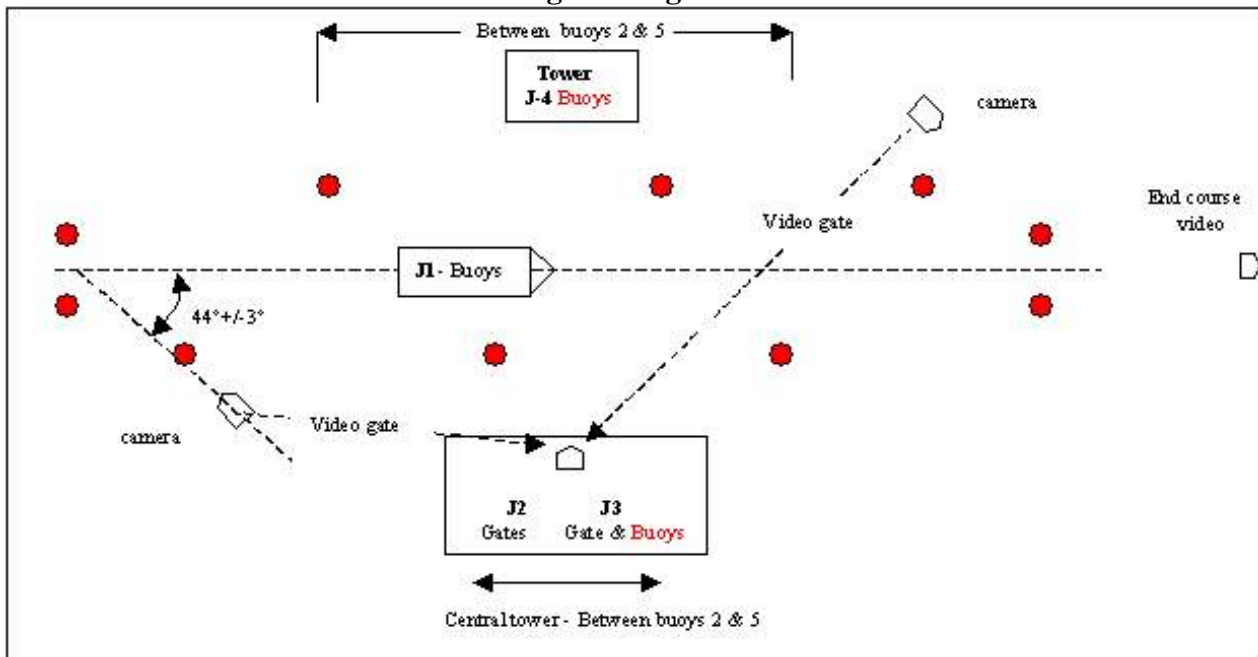 Between buoys 2 & 5
Tower
J-4 Buoys
camera
End course
video
Video gate
J1 - Buoys
44°+/-3°
Video gate
camera
J2
Gates
J3
Gate & Buoys
Central tower - Between buoys 2 & 5